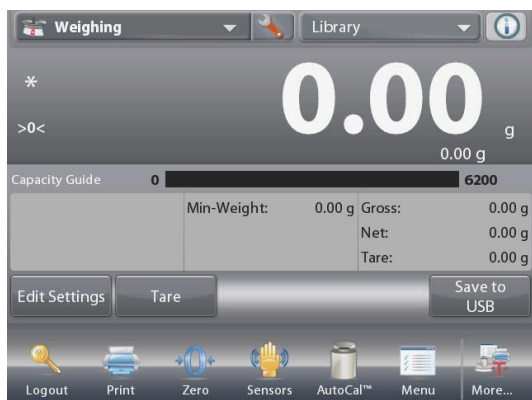 Weighing Library
*
>0<
0.00 g
0.00 g
Capacity Guide 0 6200
Min-Weight: 0.00 g Gross: 0.00 g
Net: 0.00 g
Tare: 0.00 g
Edit Settings Tare Save to USB
Logout Print Zero Sensors AutoCal™ Menu More...